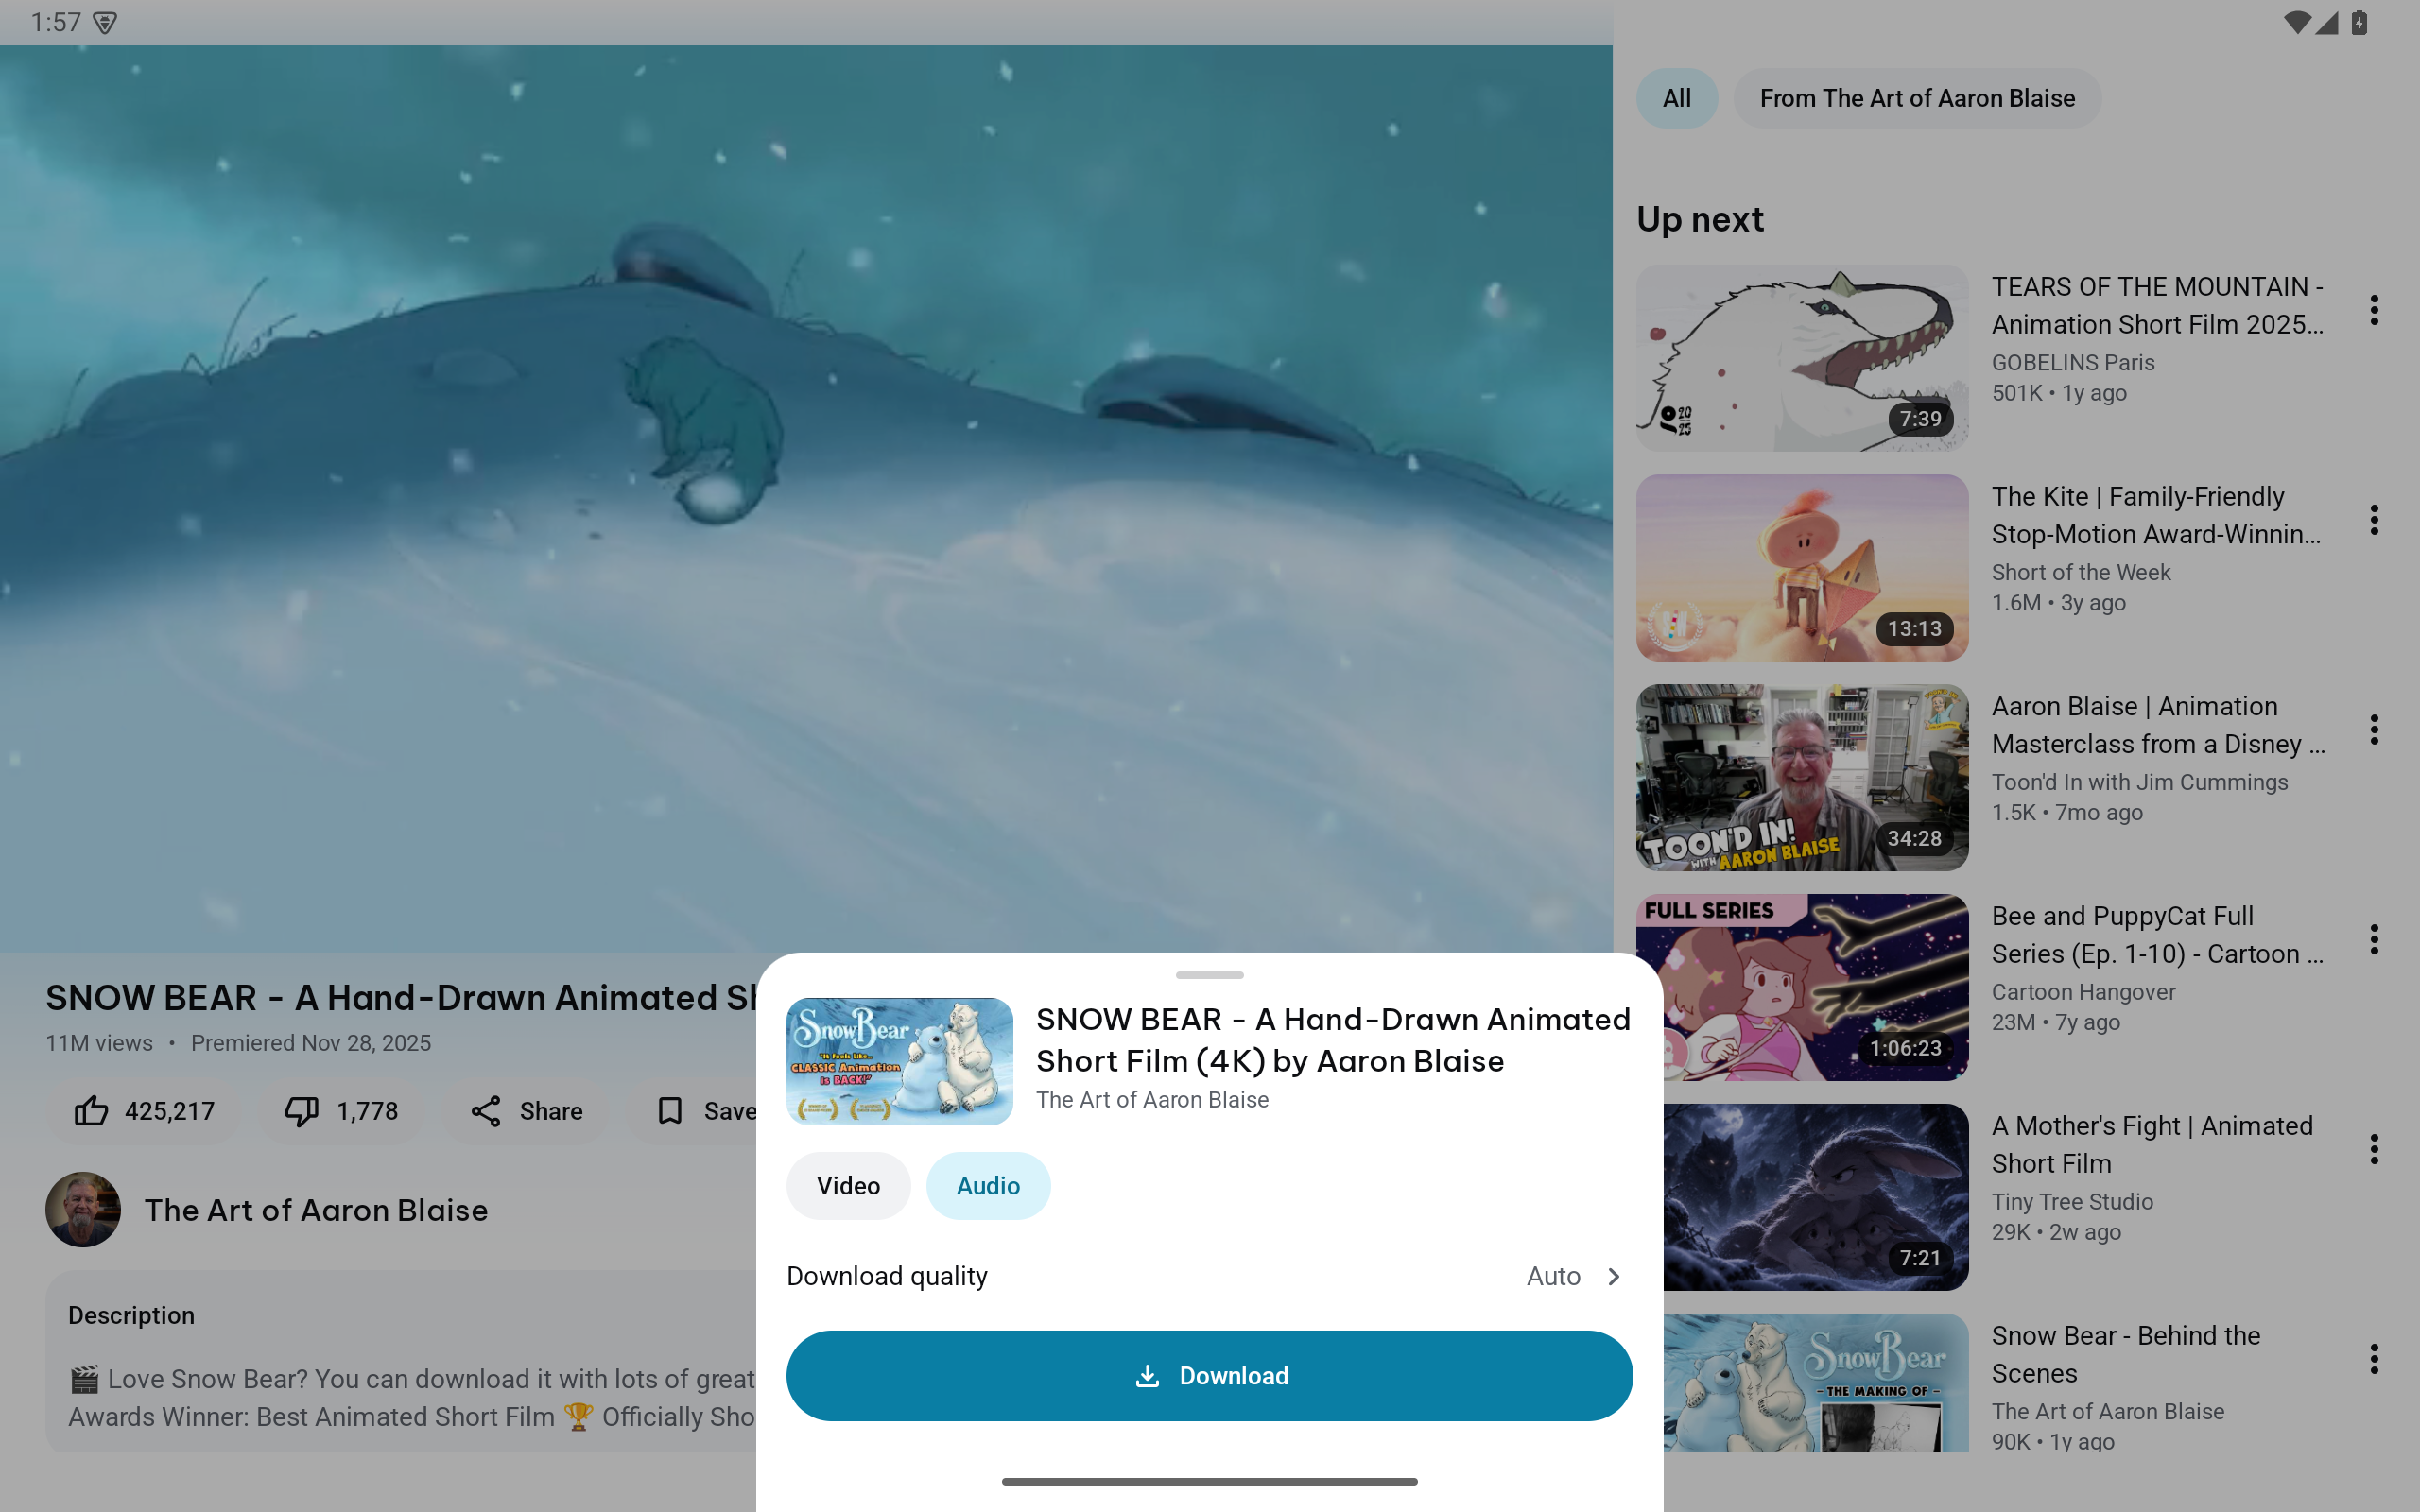 1:57
All
From The Art of Aaron Blaise
Up next
TEARS OF THE MOUNTAIN -
Animation Short Film 2025...
GOBELINS Paris
501K • 1y ago
20
25
7:39
The Kite | Family-Friendly
Stop-Motion Award-Winnin...
Short of the Week
1.6M • 3y ago
13:13
Aaron Blaise | Animation
Masterclass from a Disney ...
Toon'd In with Jim Cummings
1.5K • 7mo ago
TOON'D IN!
WITH AARON BLAISE
34:28
FULL SERIES
Bee and PuppyCat Full
Series (Ep. 1-10) - Cartoon ...
Cartoon Hangover
23M • 7y ago
1:06:23
A Mother's Fight | Animated
Short Film
Tiny Tree Studio
29K • 2w ago
7:21
Snow Bear - Behind the
Scenes
The Art of Aaron Blaise
90K • 1y ago
SnowBear
- THE MAKING OF -
SNOW BEAR - A Hand-Drawn Animated Sh
11M views • Premiered Nov 28, 2025
425,217
1,778
Share
Save
The Art of Aaron Blaise
Description
🎬 Love Snow Bear? You can download it with lots of great
Awards Winner: Best Animated Short Film 🏆 Officially Sho
SnowBear
"It Feels Like...
CLASSIC Animation
is BACK!"
SNOW BEAR - A Hand-Drawn Animated
Short Film (4K) by Aaron Blaise
The Art of Aaron Blaise
Video
Audio
Download quality
Auto
Download